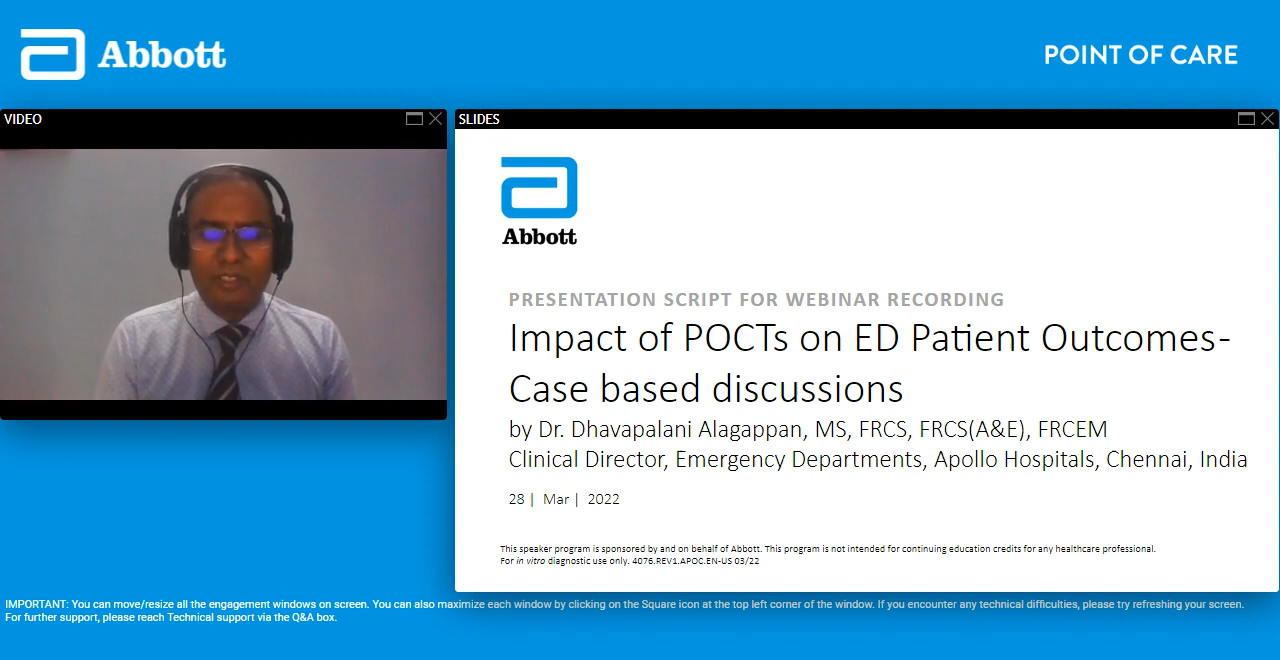 Abbott
POINT OF CARE
VIDEO
SLIDES
Abbott
PRESENTATION SCRIPT FOR WEBINAR RECORDING
Impact of POCTs on ED Patient Outcomes-
Case based discussions
by Dr. Dhavapalani Alagappan, MS, FRCS, FRCS(A&E), FRCEM
Clinical Director, Emergency Departments, Apollo Hospitals, Chennai, India
28 | Mar | 2022
This speaker program is sponsored by and on behalf of Abbott. This program is not intended for continuing education credits for any healthcare professional.
For in vitro diagnostic use only. 4076.REV1.APOC.EN-US 03/22
IMPORTANT: You can move/resize all the engagement windows on screen. You can also maximize each window by clicking on the Square icon at the top left corner of the window. If you encounter any technical difficulties, please try refreshing your screen.
For further support, please reach Technical support via the Q&A box.